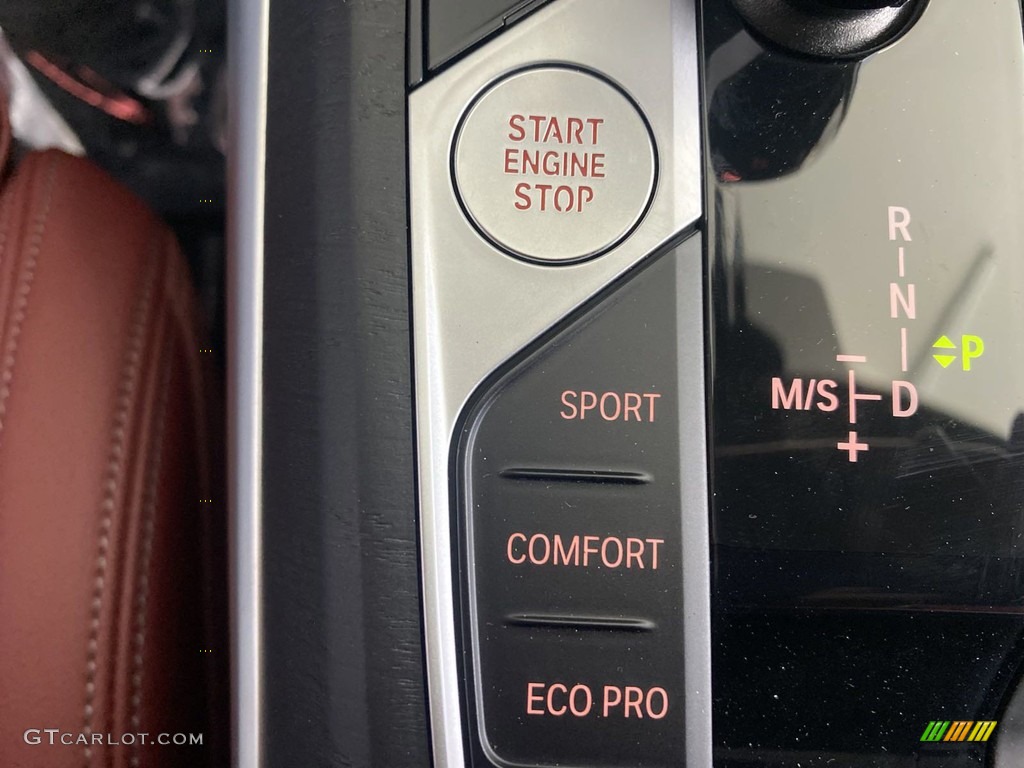 START
ENGINE
STOP
R
N
P
M/S
D
–
+
SPORT
COMFORT
ECO PRO
GTCARLOT.COM